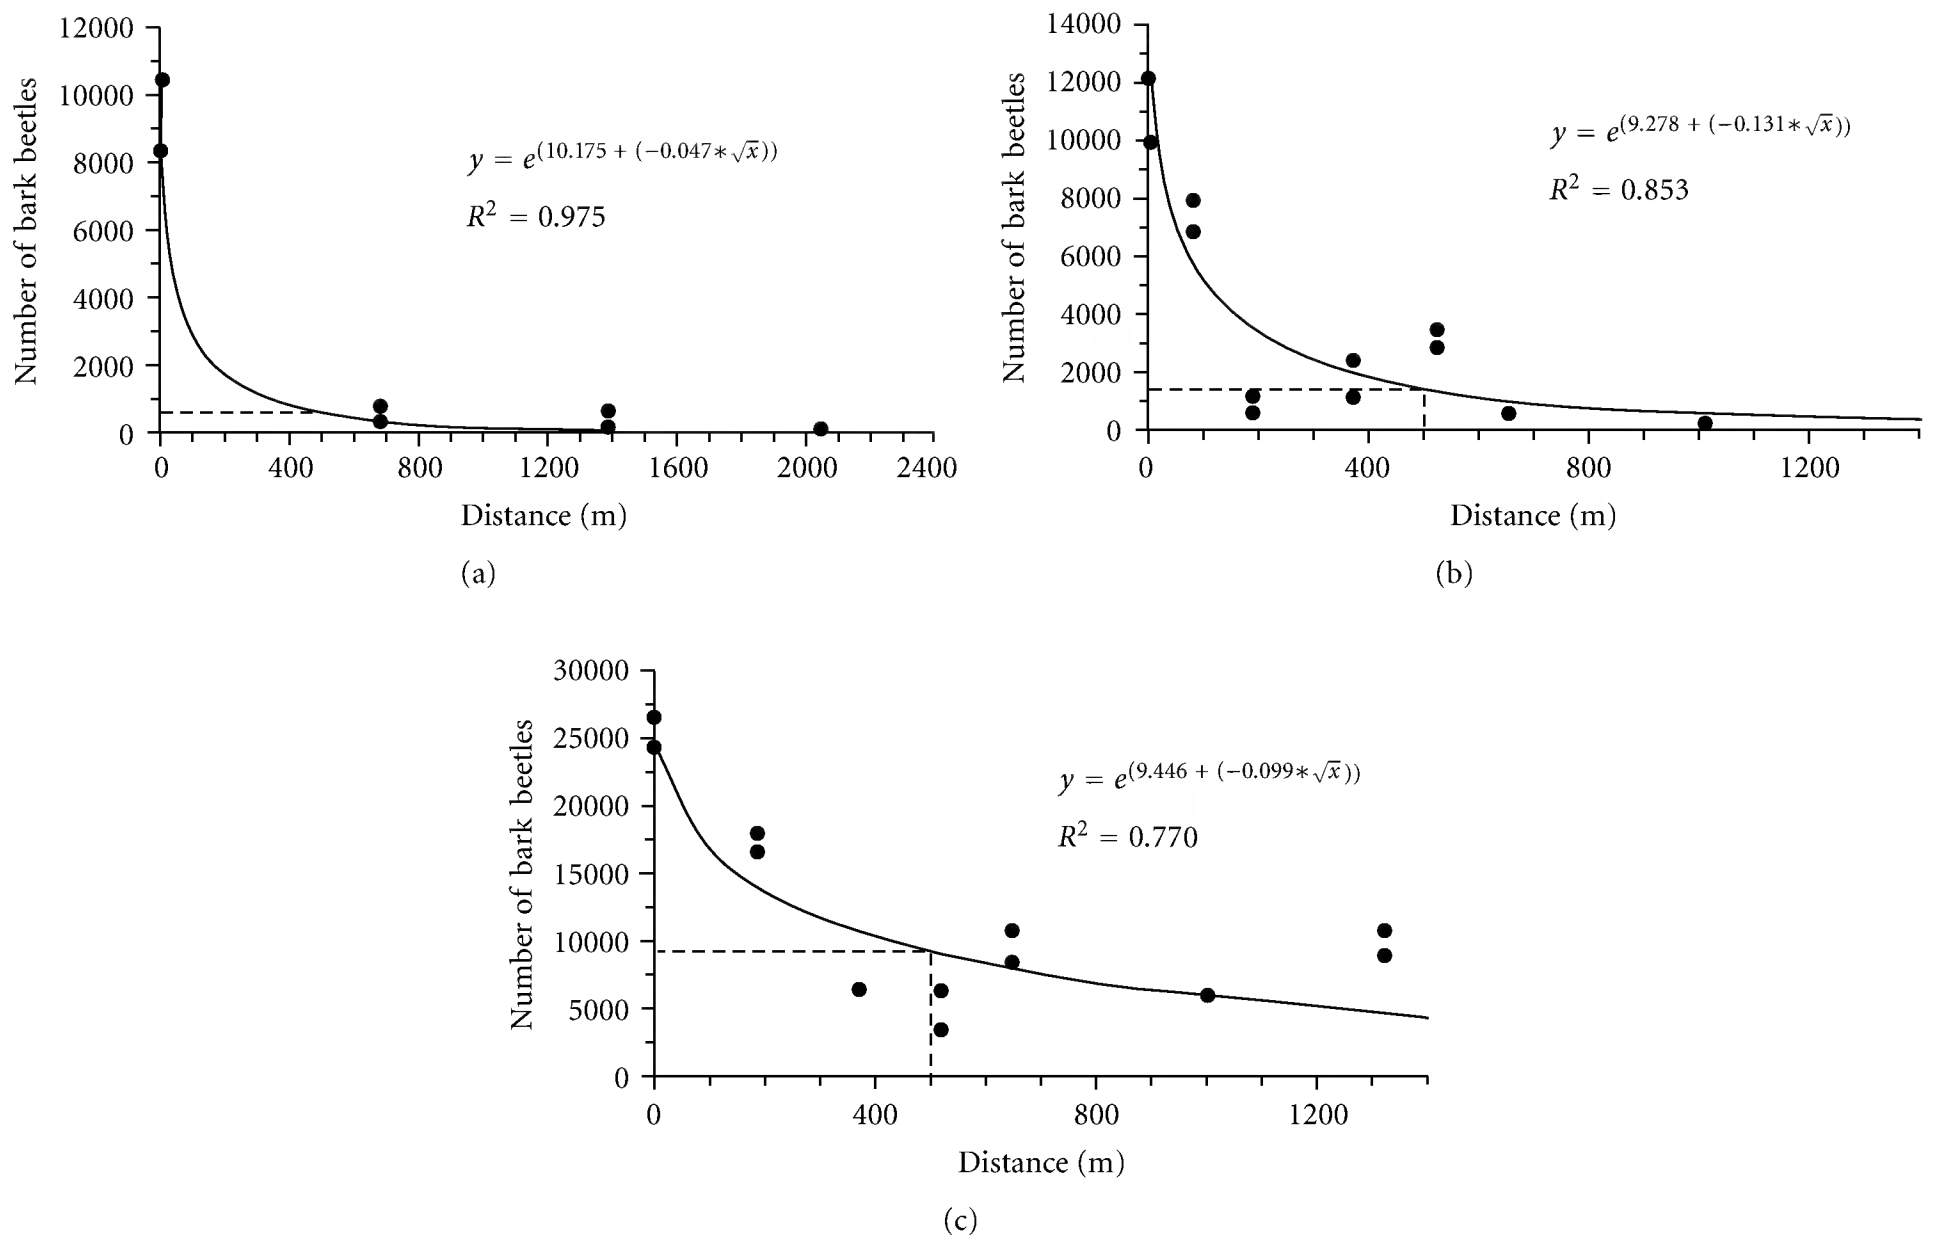 12000
10000
8000
6000
4000
2000
0
Number of bark beetles
y = e^(10.175 + (−0.047∗√x))
R² = 0.975
0 400 800 1200 1600 2000 2400
Distance (m)
(a)
14000
12000
10000
8000
6000
4000
2000
0
Number of bark beetles
y = e^(9.278 + (−0.131∗√x))
R² = 0.853
0 400 800 1200
Distance (m)
(b)
30000
25000
20000
15000
10000
5000
0
Number of bark beetles
y = e^(9.446 + (−0.099∗√x))
R² = 0.770
0 400 800 1200
Distance (m)
(c)